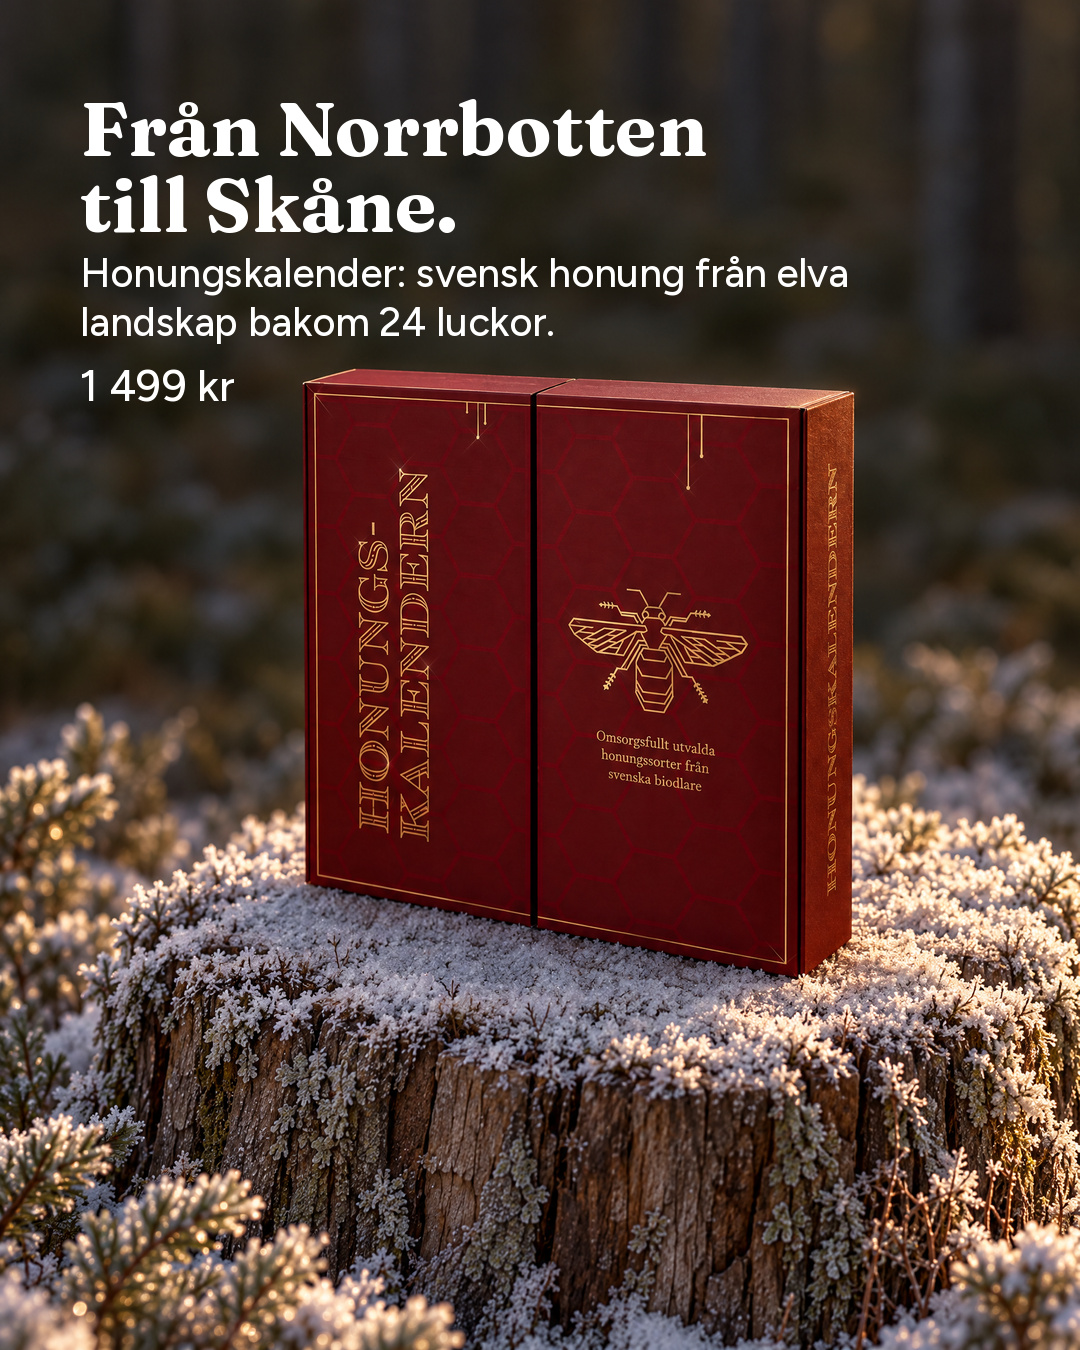 Från Norrbotten
till Skåne.
Honungskalender: svensk honung från elva
landskap bakom 24 luckor.
1 499 kr
HONUNGS-
KALENDERN
Omsorgsfullt utvalda
honungssorter från
svenska biodlare
HONUNGSKALENDERN